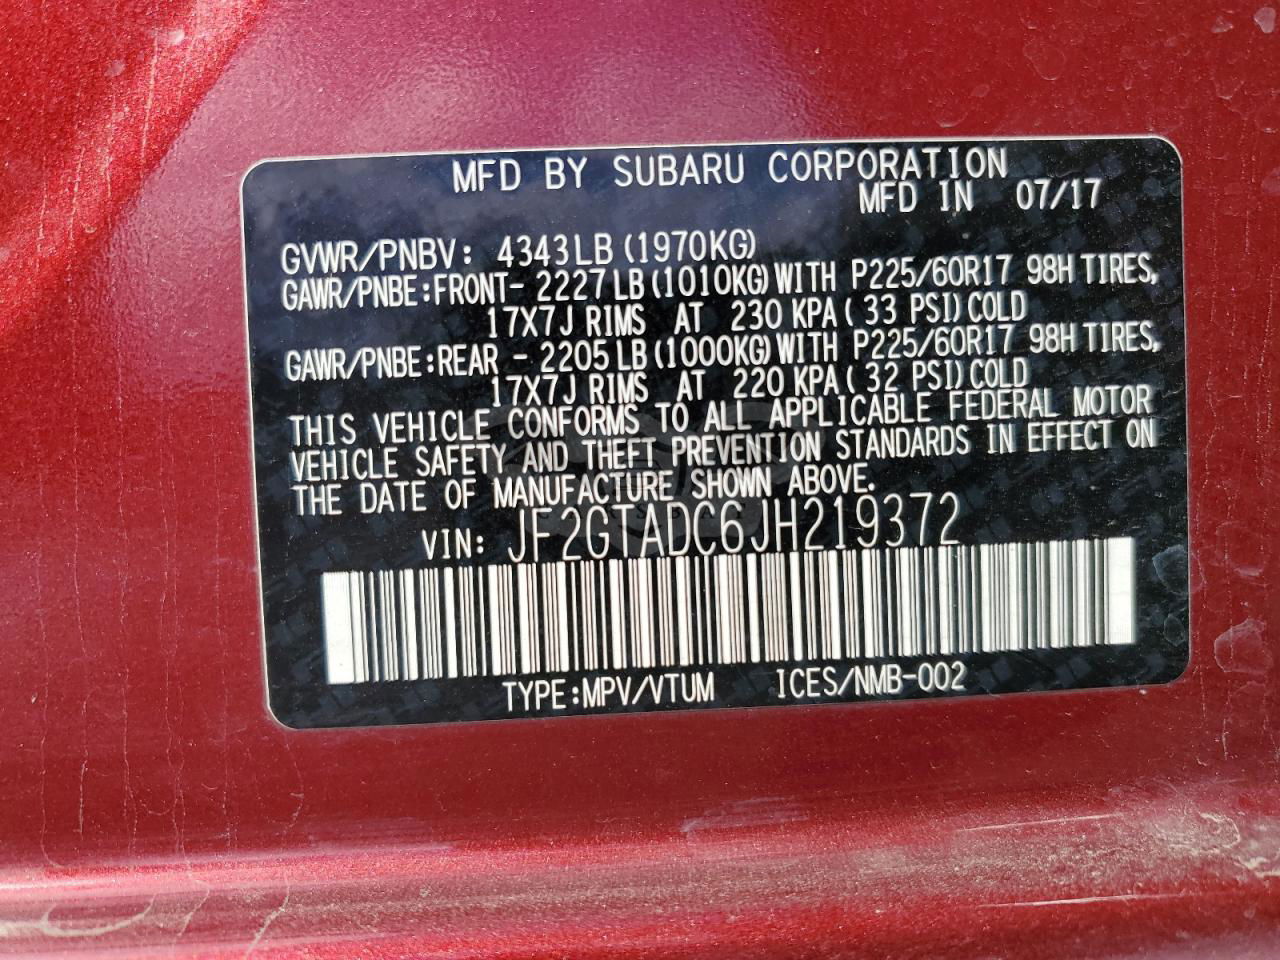 MFD BY SUBARU CORPORATION
MFD IN 07/17
GVWR/PNBV: 4343LB (1970KG)
GAWR/PNBE:FRONT- 2227LB (1010KG) WITH P225/60R17 98H TIRES,
17X7J RIMS AT 230 KPA ( 33 PSI) COLD
GAWR/PNBE:REAR - 2205LB (1000KG) WITH P225/60R17 98H TIRES,
17X7J RIMS AT 220 KPA ( 32 PSI) COLD
THIS VEHICLE CONFORMS TO ALL APPLICABLE FEDERAL MOTOR
VEHICLE SAFETY AND THEFT PREVENTION STANDARDS IN EFFECT ON
THE DATE OF MANUFACTURE SHOWN ABOVE.
VIN: JF2GTADC6JH219372
TYPE:MPV/VTUM ICES/NMB-002